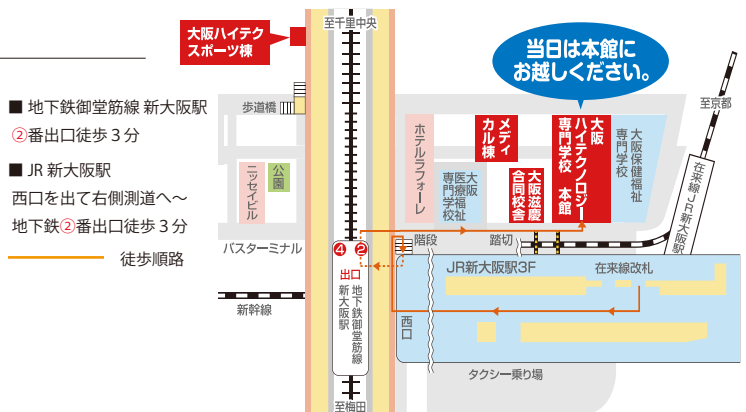 大阪ハイテク
スポーツ棟
至千里中央
当日は本館に
お越しください。
■ 地下鉄御堂筋線 新大阪駅
②番出口徒歩３分
■ JR 新大阪駅
西口を出て右側測道へ〜
地下鉄②番出口徒歩３分
徒歩順路
歩道橋
ニッセイビル
公園
バスターミナル
新幹線
ホテルラフォーレ
大阪
医療福祉
専門学校
メディ
カル棟
大阪滋慶
合同校舎
大阪
ハイテクノロジー
専門学校 本館
大阪保健福祉
専門学校
至京都
在来線ＪＲ新大阪駅
階段
踏切
④
②
出口
地下鉄御堂筋線
新大阪駅
西口
JR新大阪駅3F
在来線改札
タクシー乗り場
至梅田